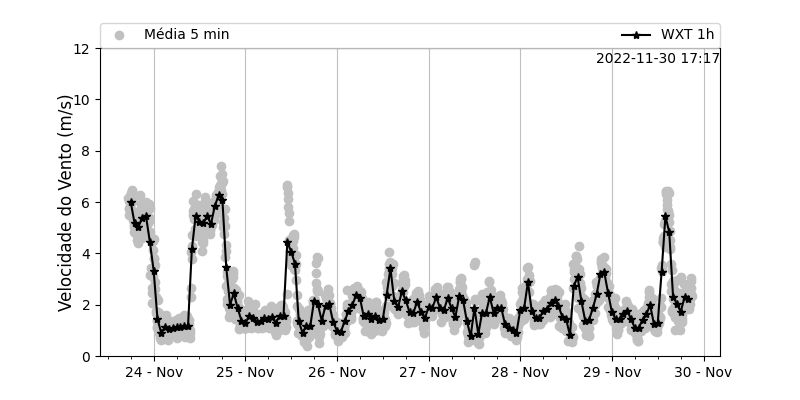 Média 5 min
WXT 1h
2022-11-30 17:17
Velocidade do Vento (m/s)
12
10
8
6
4
2
0
24 - Nov
25 - Nov
26 - Nov
27 - Nov
28 - Nov
29 - Nov
30 - Nov